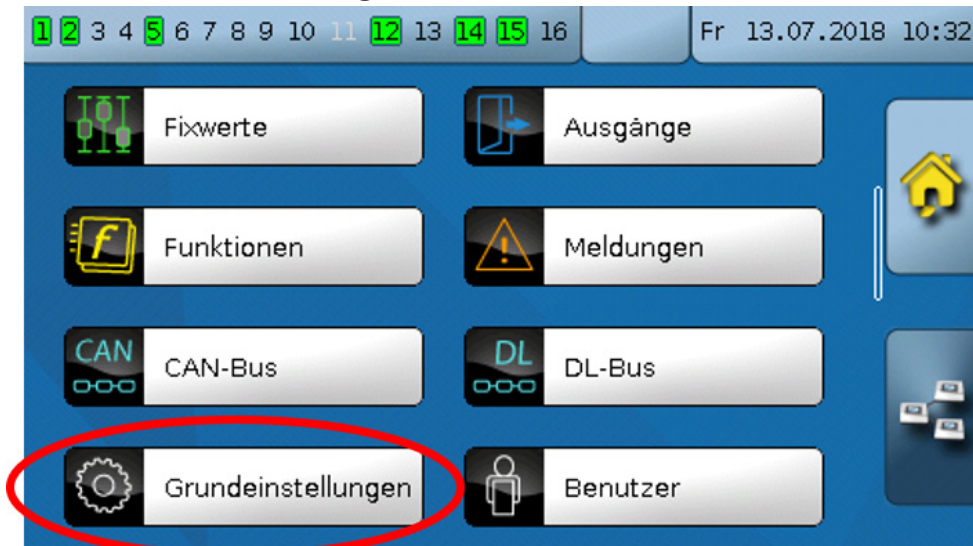 1 2 3 4 5 6 7 8 9 10 11 12 13 14 15 16 Fr 13.07.2018 10:32
Fixwerte Ausgänge
f Funktionen Meldungen
CAN CAN-Bus DL DL-Bus
Grundeinstellungen Benutzer